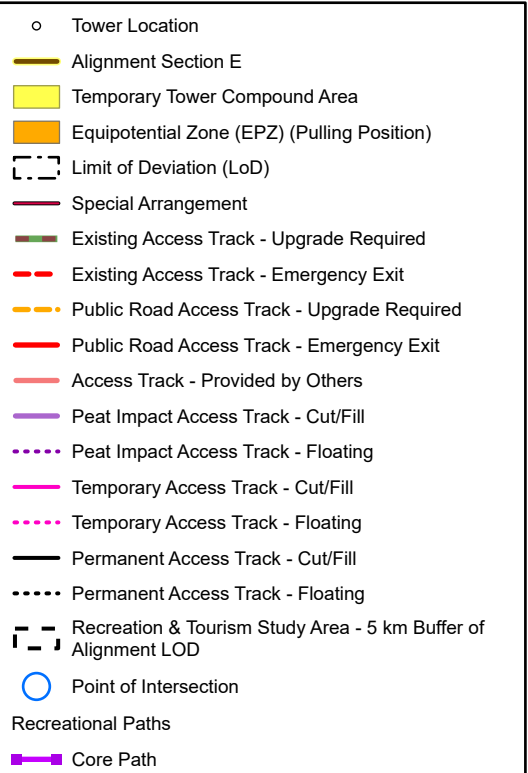 Tower Location
Alignment Section E
Temporary Tower Compound Area
Equipotential Zone (EPZ) (Pulling Position)
Limit of Deviation (LoD)
Special Arrangement
Existing Access Track - Upgrade Required
Existing Access Track - Emergency Exit
Public Road Access Track - Upgrade Required
Public Road Access Track - Emergency Exit
Access Track - Provided by Others
Peat Impact Access Track - Cut/Fill
Peat Impact Access Track - Floating
Temporary Access Track - Cut/Fill
Temporary Access Track - Floating
Permanent Access Track - Cut/Fill
Permanent Access Track - Floating
Recreation & Tourism Study Area - 5 km Buffer of
Alignment LOD
Point of Intersection
Recreational Paths
Core Path